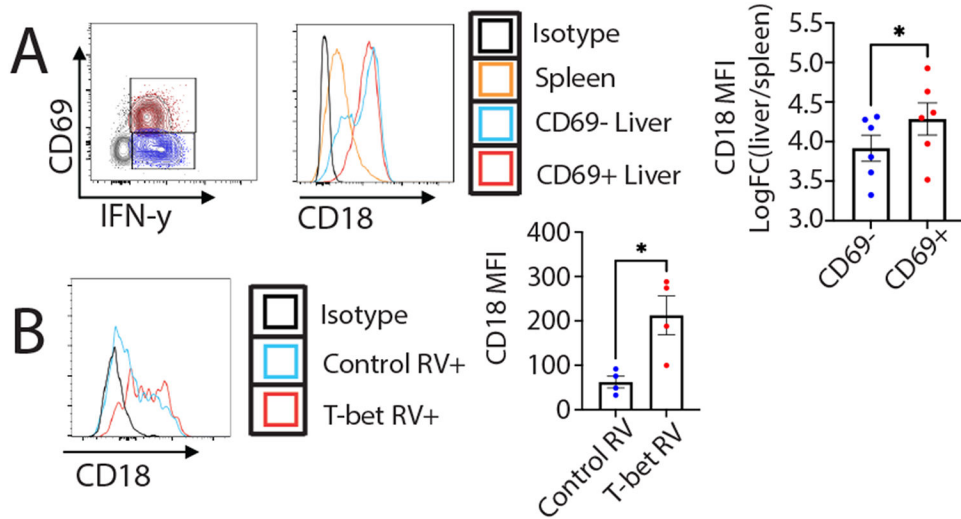 A
CD69
IFN-y
CD18
Isotype
Spleen
CD69- Liver
CD69+ Liver
CD18 MFI
LogFC(liver/spleen)
5.5
5.0
4.5
4.0
3.5
3.0
*
CD69-
CD69+
B
CD18
Isotype
Control RV+
T-bet RV+
CD18 MFI
400
300
200
100
0
*
Control RV
T-bet RV